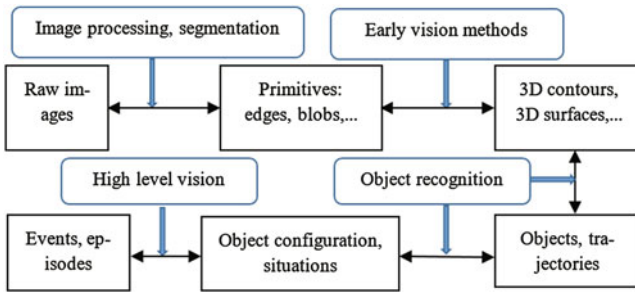 Image processing, segmentation
Early vision methods
Raw im-
ages
Primitives:
edges, blobs,...
3D contours,
3D surfaces,...
High level vision
Object recognition
Events, ep-
isodes
Object configuration,
situations
Objects, tra-
jectories